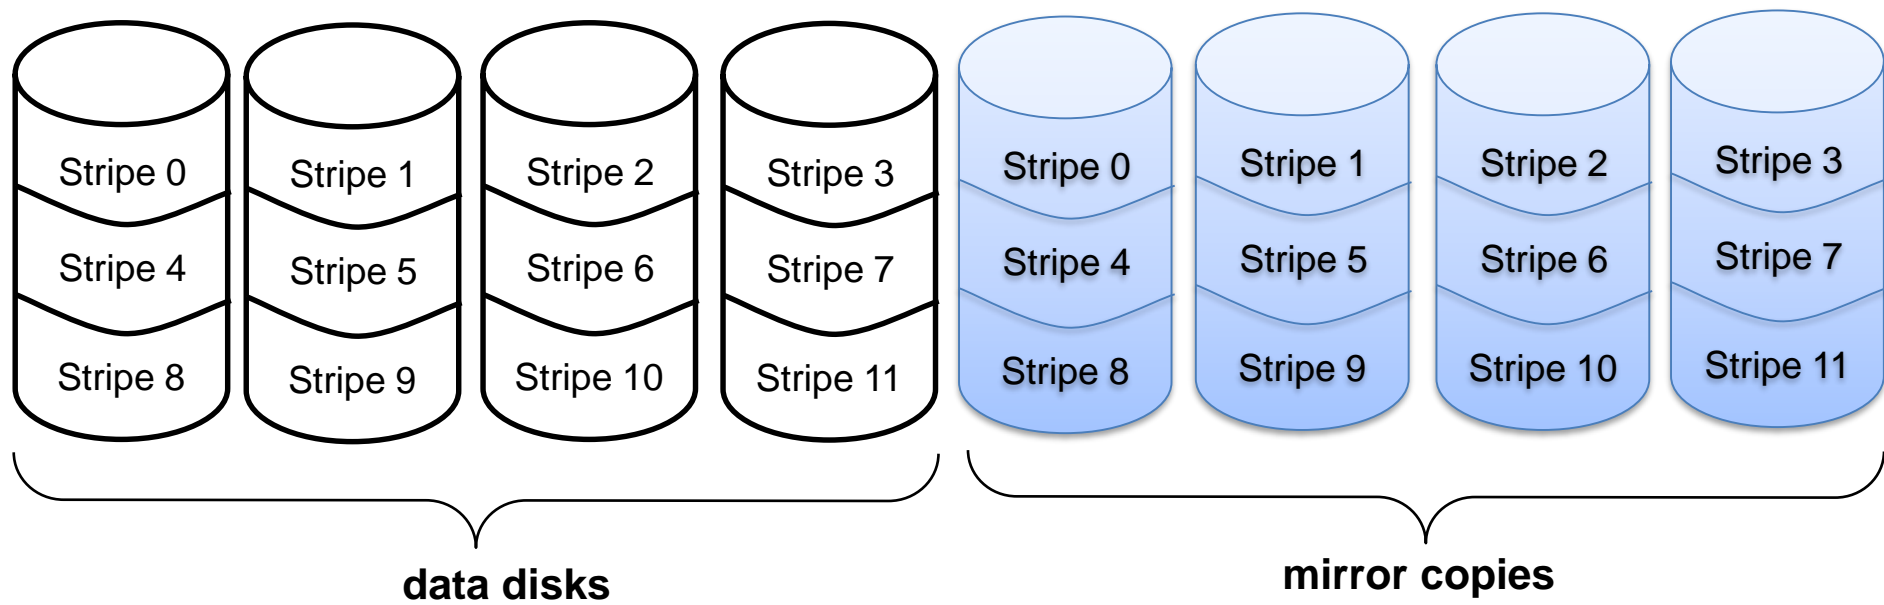 Stripe 0 Stripe 1 Stripe 2 Stripe 3 Stripe 0 Stripe 1 Stripe 2 Stripe 3
Stripe 4 Stripe 5 Stripe 6 Stripe 7 Stripe 4 Stripe 5 Stripe 6 Stripe 7
Stripe 8 Stripe 9 Stripe 10 Stripe 11 Stripe 8 Stripe 9 Stripe 10 Stripe 11
data disks mirror copies